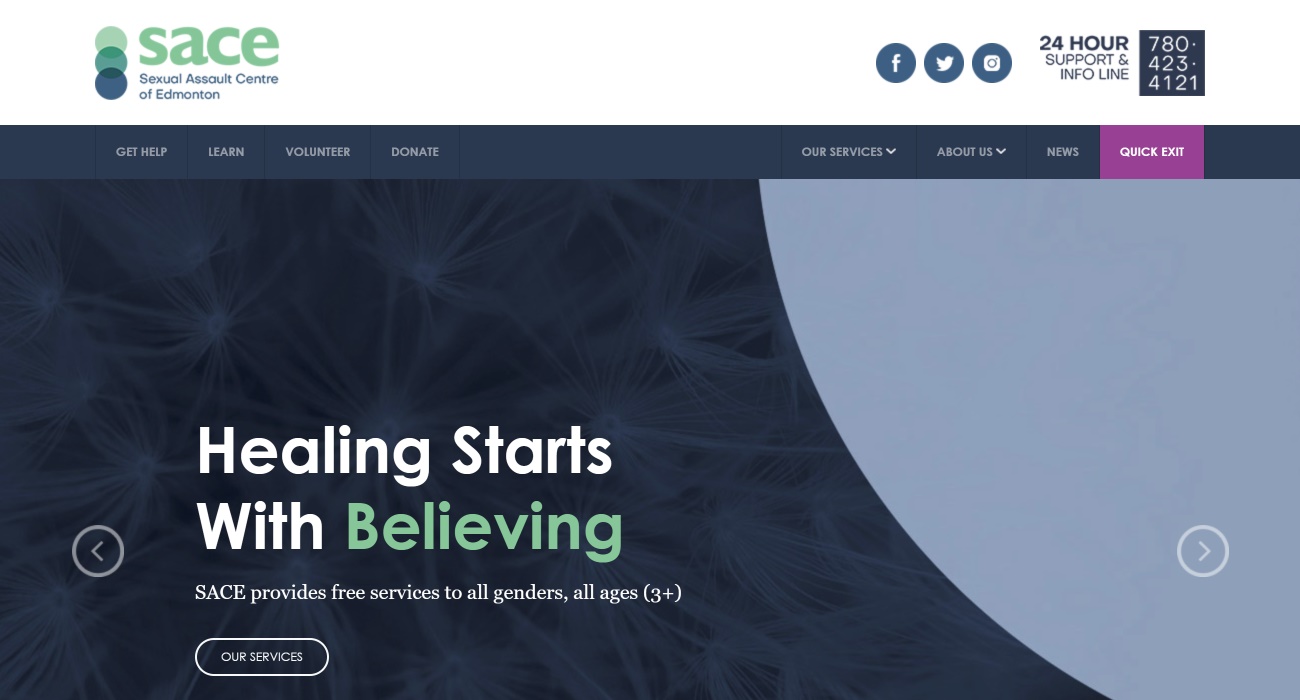 sace
Sexual Assault Centre
of Edmonton
24 HOUR
SUPPORT &
INFO LINE
780·
423·
4121
GET HELP
LEARN
VOLUNTEER
DONATE
OUR SERVICES
ABOUT US
NEWS
QUICK EXIT
Healing Starts
With Believing
SACE provides free services to all genders, all ages (3+)
OUR SERVICES